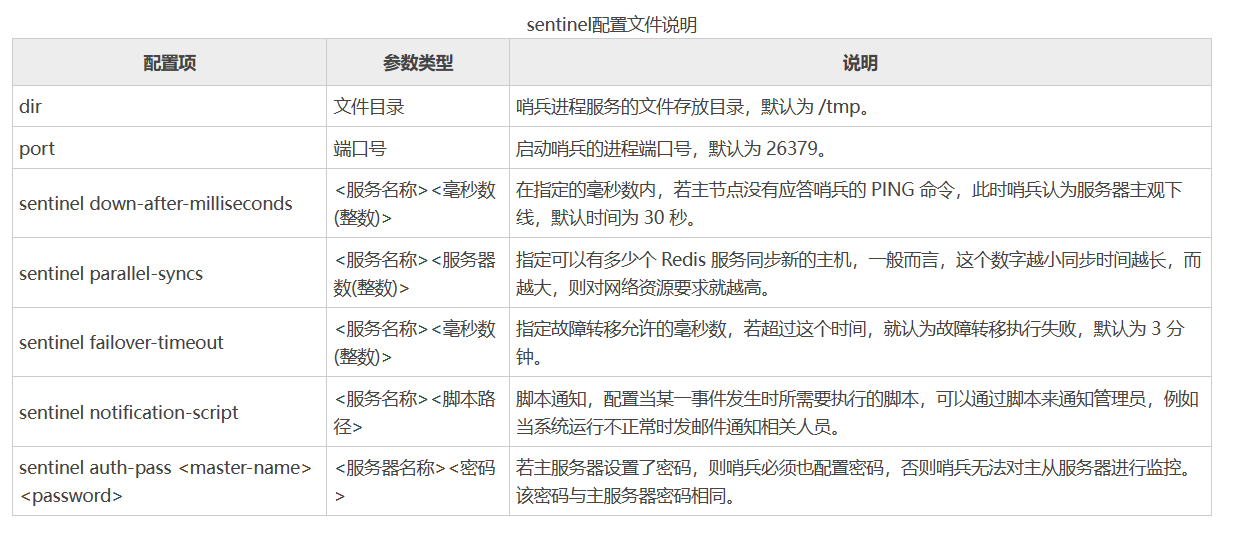 sentinel配置文件说明
配置项 参数类型 说明
dir 文件目录 哨兵进程服务的文件存放目录，默认为 /tmp。
port 端口号 启动哨兵的进程端口号，默认为 26379。
sentinel down-after-milliseconds
<服务名称><毫秒数
(整数)>
在指定的毫秒数内，若主节点没有应答哨兵的 PING 命令，此时哨兵认为服务器主观下
线，默认时间为 30 秒。
sentinel parallel-syncs
<服务名称><服务器
数(整数)>
指定可以有多少个 Redis 服务同步新的主机，一般而言，这个数字越小同步时间越长，而
越大，则对网络资源要求就越高。
sentinel failover-timeout
<服务名称><毫秒数
(整数)>
指定故障转移允许的毫秒数，若超过这个时间，就认为故障转移执行失败，默认为 3 分
钟。
sentinel notification-script
<服务名称><脚本路
径>
脚本通知，配置当某一事件发生时所需要执行的脚本，可以通过脚本来通知管理员，例如
当系统运行不正常时发邮件通知相关人员。
sentinel auth-pass <master-name>
<password>
<服务器名称><密码
>
若主服务器设置了密码，则哨兵必须也配置密码，否则哨兵无法对主从服务器进行监控。
该密码与主服务器密码相同。